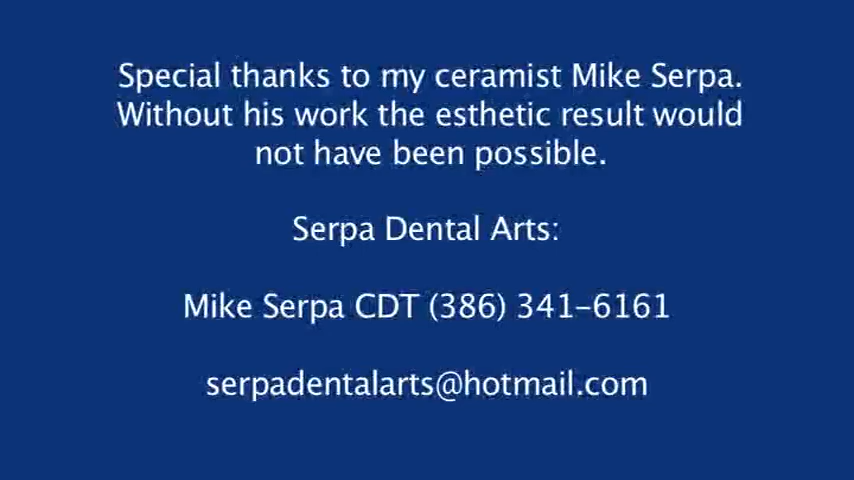 Special thanks to my ceramist Mike Serpa.
Without his work the esthetic result would
not have been possible.
Serpa Dental Arts:
Mike Serpa CDT (386) 341-6161
serpadentalarts@hotmail.com